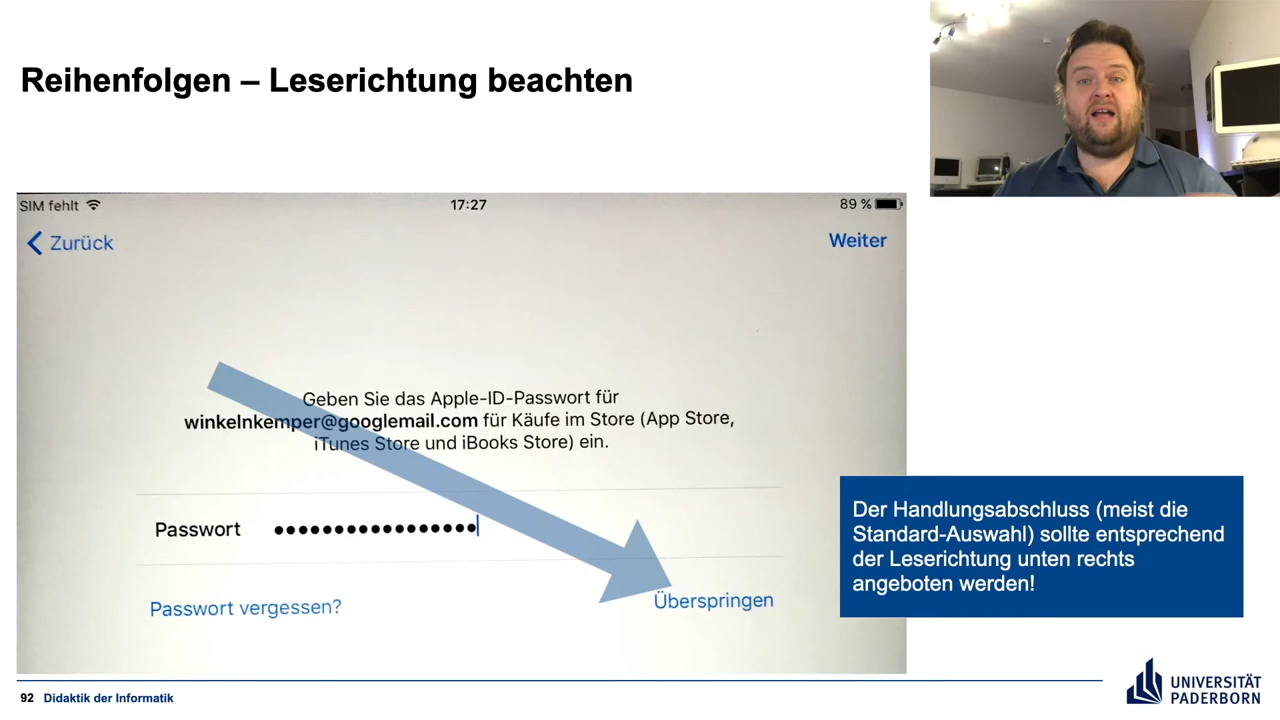 Reihenfolgen – Leserichtung beachten
SIM fehlt
17:27
89 %
Zurück
Weiter
Geben Sie das Apple-ID-Passwort für
winkelnkemper@googlemail.com für Käufe im Store (App Store,
iTunes Store und iBooks Store) ein.
Passwort ●●●●●●●●●●●●●●●●●
Passwort vergessen?
Überspringen
Der Handlungsabschluss (meist die
Standard-Auswahl) sollte entsprechend
der Leserichtung unten rechts
angeboten werden!
92 Didaktik der Informatik
UNIVERSITÄT
PADERBORN